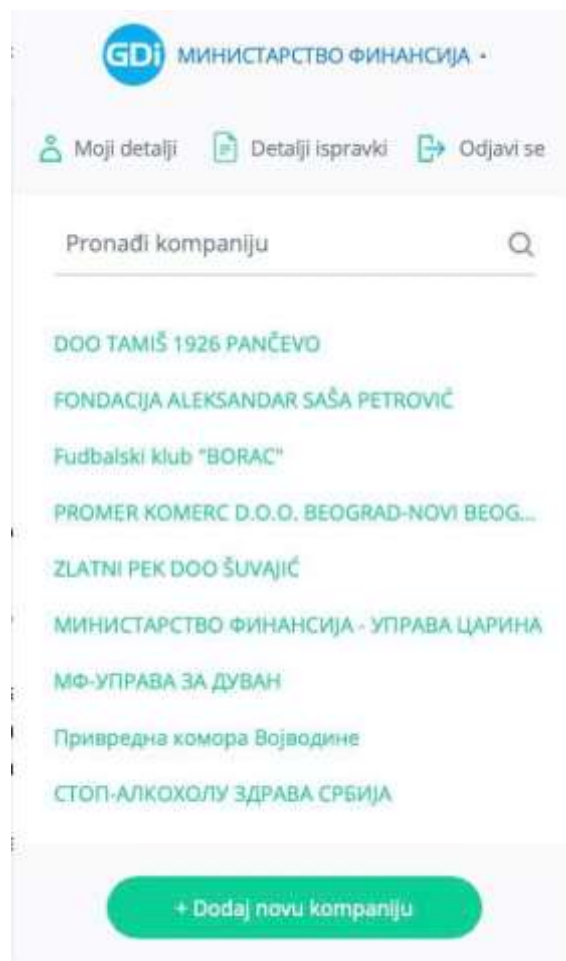 GDi МИНИСТАРСТВО ФИНАНСИЈА
Moji detalji Detalji ispravki Odjavi se
Pronađi kompaniju
DOO TAMIŠ 1926 PANČEVO
FONDACIJA ALEKSANDAR SAŠA PETROVIĆ
Fudbalski klub "BORAC"
PROMER KOMERC D.O.O. BEOGRAD-NOVI BEOG...
ZLATNI PEK DOO ŠUVAJIĆ
МИНИСТАРСТВО ФИНАНСИЈА - УПРАВА ЦАРИНА
МФ-УПРАВА ЗА ДУВАН
Привредна комора Војводине
СТОП-АЛКОХОЛУ ЗДРАВА СРБИЈА
+ Dodaj novu kompaniju